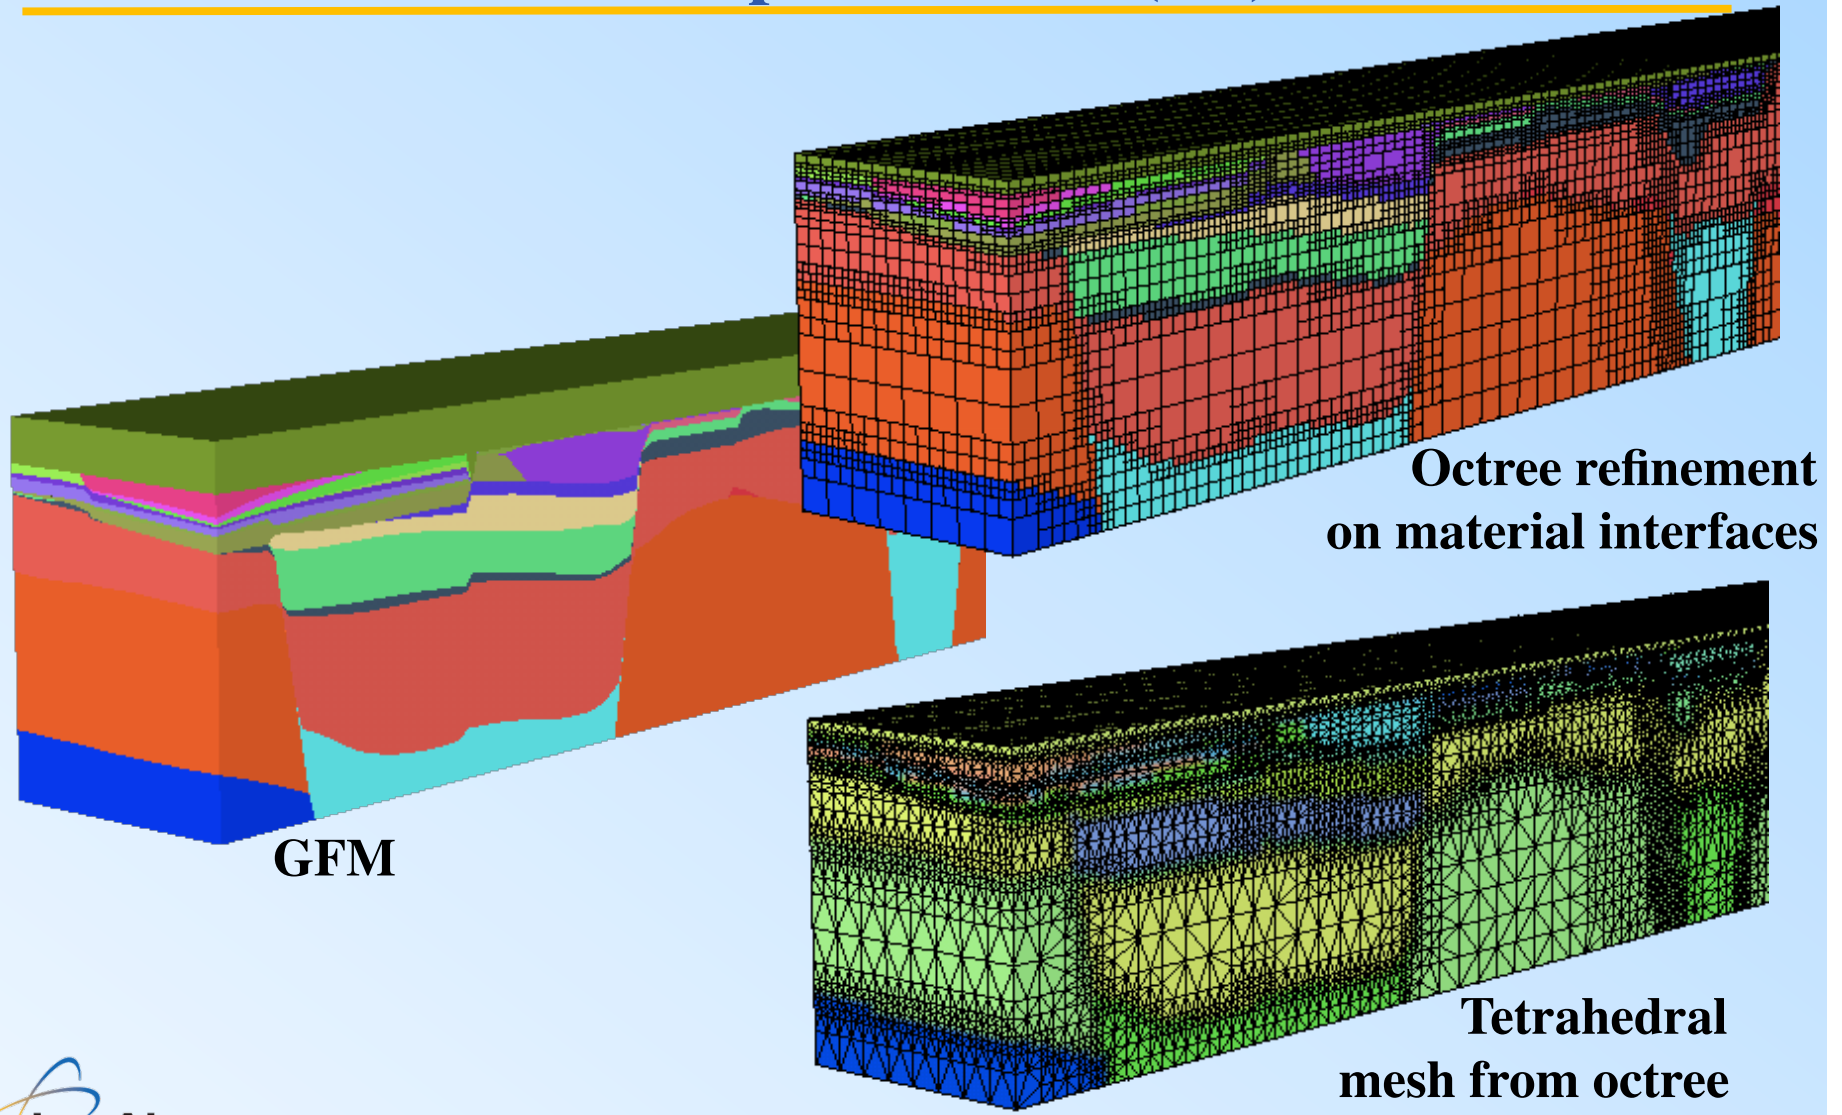 GFM
Octree refinement
on material interfaces
Tetrahedral
mesh from octree